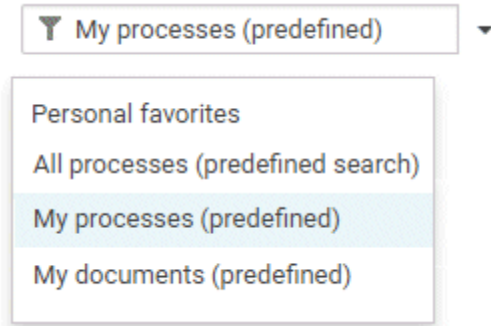 My processes (predefined)
Personal favorites
All processes (predefined search)
My processes (predefined)
My documents (predefined)